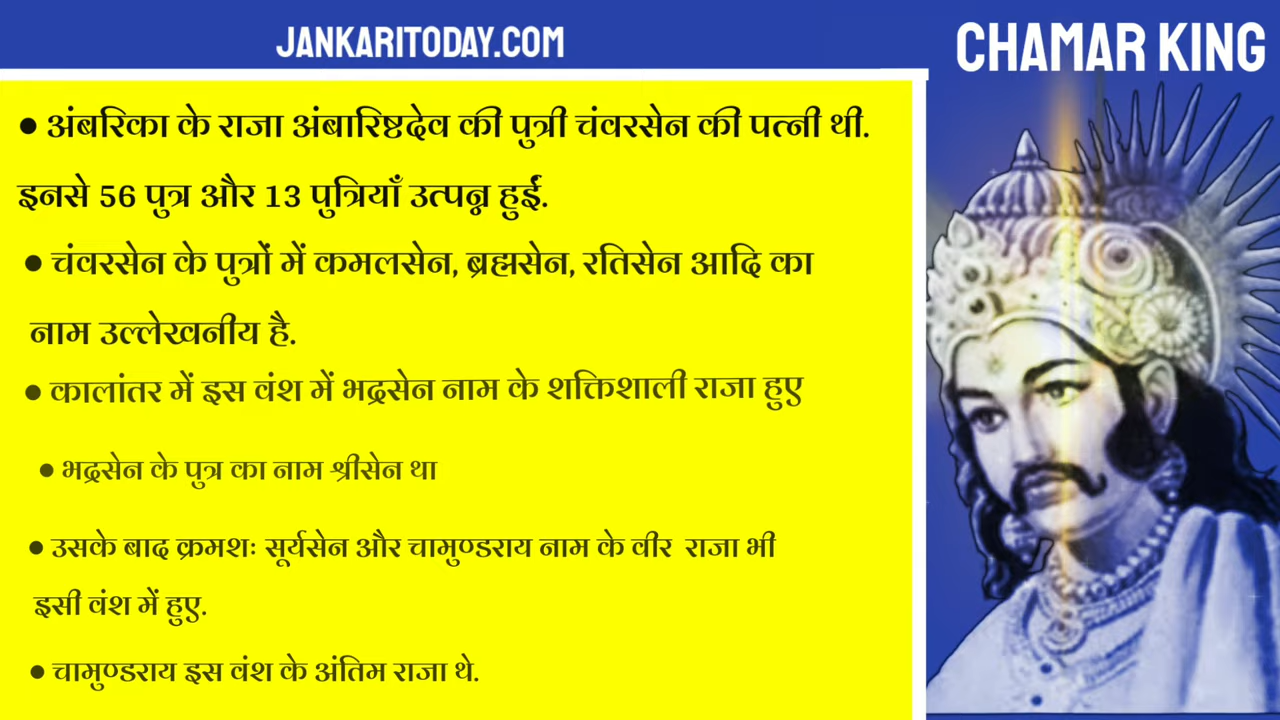 JANKARITODAY.COM
CHAMAR KING
● अंबरिका के राजा अंबारिष्टदेव की पुत्री चंवरसेन की पत्नी थी.
इनसे 56 पुत्र और 13 पुत्रियाँ उत्पन्न हुईं.
● चंवरसेन के पुत्रों में कमलसेन, ब्रह्मसेन, रतिसेन आदि का
नाम उल्लेखनीय है.
● कालांतर में इस वंश में भद्रसेन नाम के शक्तिशाली राजा हुए
● भद्रसेन के पुत्र का नाम श्रीसेन था
● उसके बाद क्रमशः सूर्यसेन और चामुण्डराय नाम के वीर राजा भी
इसी वंश में हुए.
● चामुण्डराय इस वंश के अंतिम राजा थे.